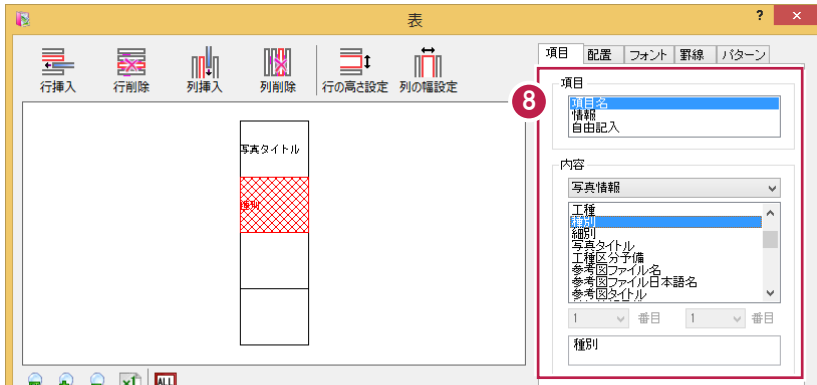 表
? ×
行挿入 行削除 列挿入 列削除 行の高さ設定 列の幅設定
項目 配置 フォント 罫線 パターン
8
項目
項目名
情報
自由記入
写真タイトル
種別
内容
写真情報
工種
種別
細別
写真タイトル
工種区分予備
参考図ファイル名
参考図ファイル日本語名
参考図タイトル
1 番目 1 番目
種別
×1 ALL